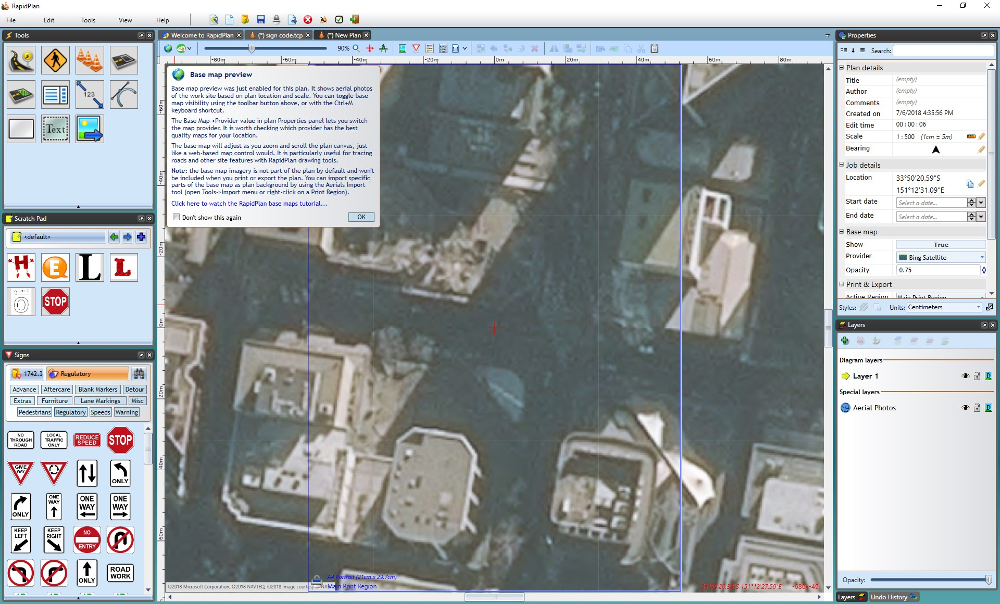 RapidPlan
File Edit Tools View Help
Tools
123
Text
Scratch Pad
<default>
H E L L
My Letter O
O
STOP
Signs
1742.3 Regulatory
Advance Aftercare Blank Markers Detour
Extras Furniture Lane Markings Misc
Pedestrians Regulatory Speeds Warning
NO THROUGH ROAD
LOCAL TRAFFIC ONLY
REDUCE SPEED
STOP
GIVE WAY
ONLY
ONLY
ONE WAY
ONE WAY
ONE WAY
KEEP LEFT
KEEP RIGHT
NO ENTRY
ONLY
ROAD WORK
Welcome to RapidPlan (*) sign code.tcp (*) New Plan
90%
-80m -60m -40m -20m 0m 20m 40m 60m 80m
-60m
-40m
-20m
0m
20m
40m
60m
Base map preview
Base map preview was just enabled for this plan. It shows aerial photos
of the work site based on plan location and scale. You can toggle base
map visibility using the toolbar button above, or with the Ctrl+M
keyboard shortcut.
The Base Map->Provider value in plan Properties panel lets you switch
the map provider. It is worth checking which provider has the best
quality maps for your location.
The base map will adjust as you zoom and scroll the plan canvas, just
like a web-based map control would. It is particularly useful for tracing
roads and other site features with RapidPlan drawing tools.
Note: the base map imagery is not part of the plan by default and won't
be included when you print or export the plan. You can import specific
parts of the base map as plan background by using the Aerials Import
tool (open Tools->Import menu or right-click on a Print Region).
Click here to watch the RapidPlan base maps tutorial...
Don't show this again OK
A4 Portrait (21cm x 29.7cm)
Main Print Region
©2018 Microsoft Corporation, ©2018 NAVTEQ, ©2018 Image courtesy
151°12'27.59"E -680x-49
Properties
Search:
Plan details
Title (empty)
Author (empty)
Comments (empty)
Created on 7/6/2018 4:35:56 PM
Edit time 00 : 00 : 06
Scale 1 : 500 (1cm = 5m)
Bearing
Job details
Location 33°50'20.59"S
151°12'31.09"E
Start date Select a date...
End date Select a date...
Base map
Show True
Provider Bing Satellite
Opacity 0.75
Print & Export
Active Region Main Print Region
Styles: Units: Centimeters
Layers
Diagram layers
Layer 1 D
Special layers
Aerial Photos D
Opacity:
Layers Undo History